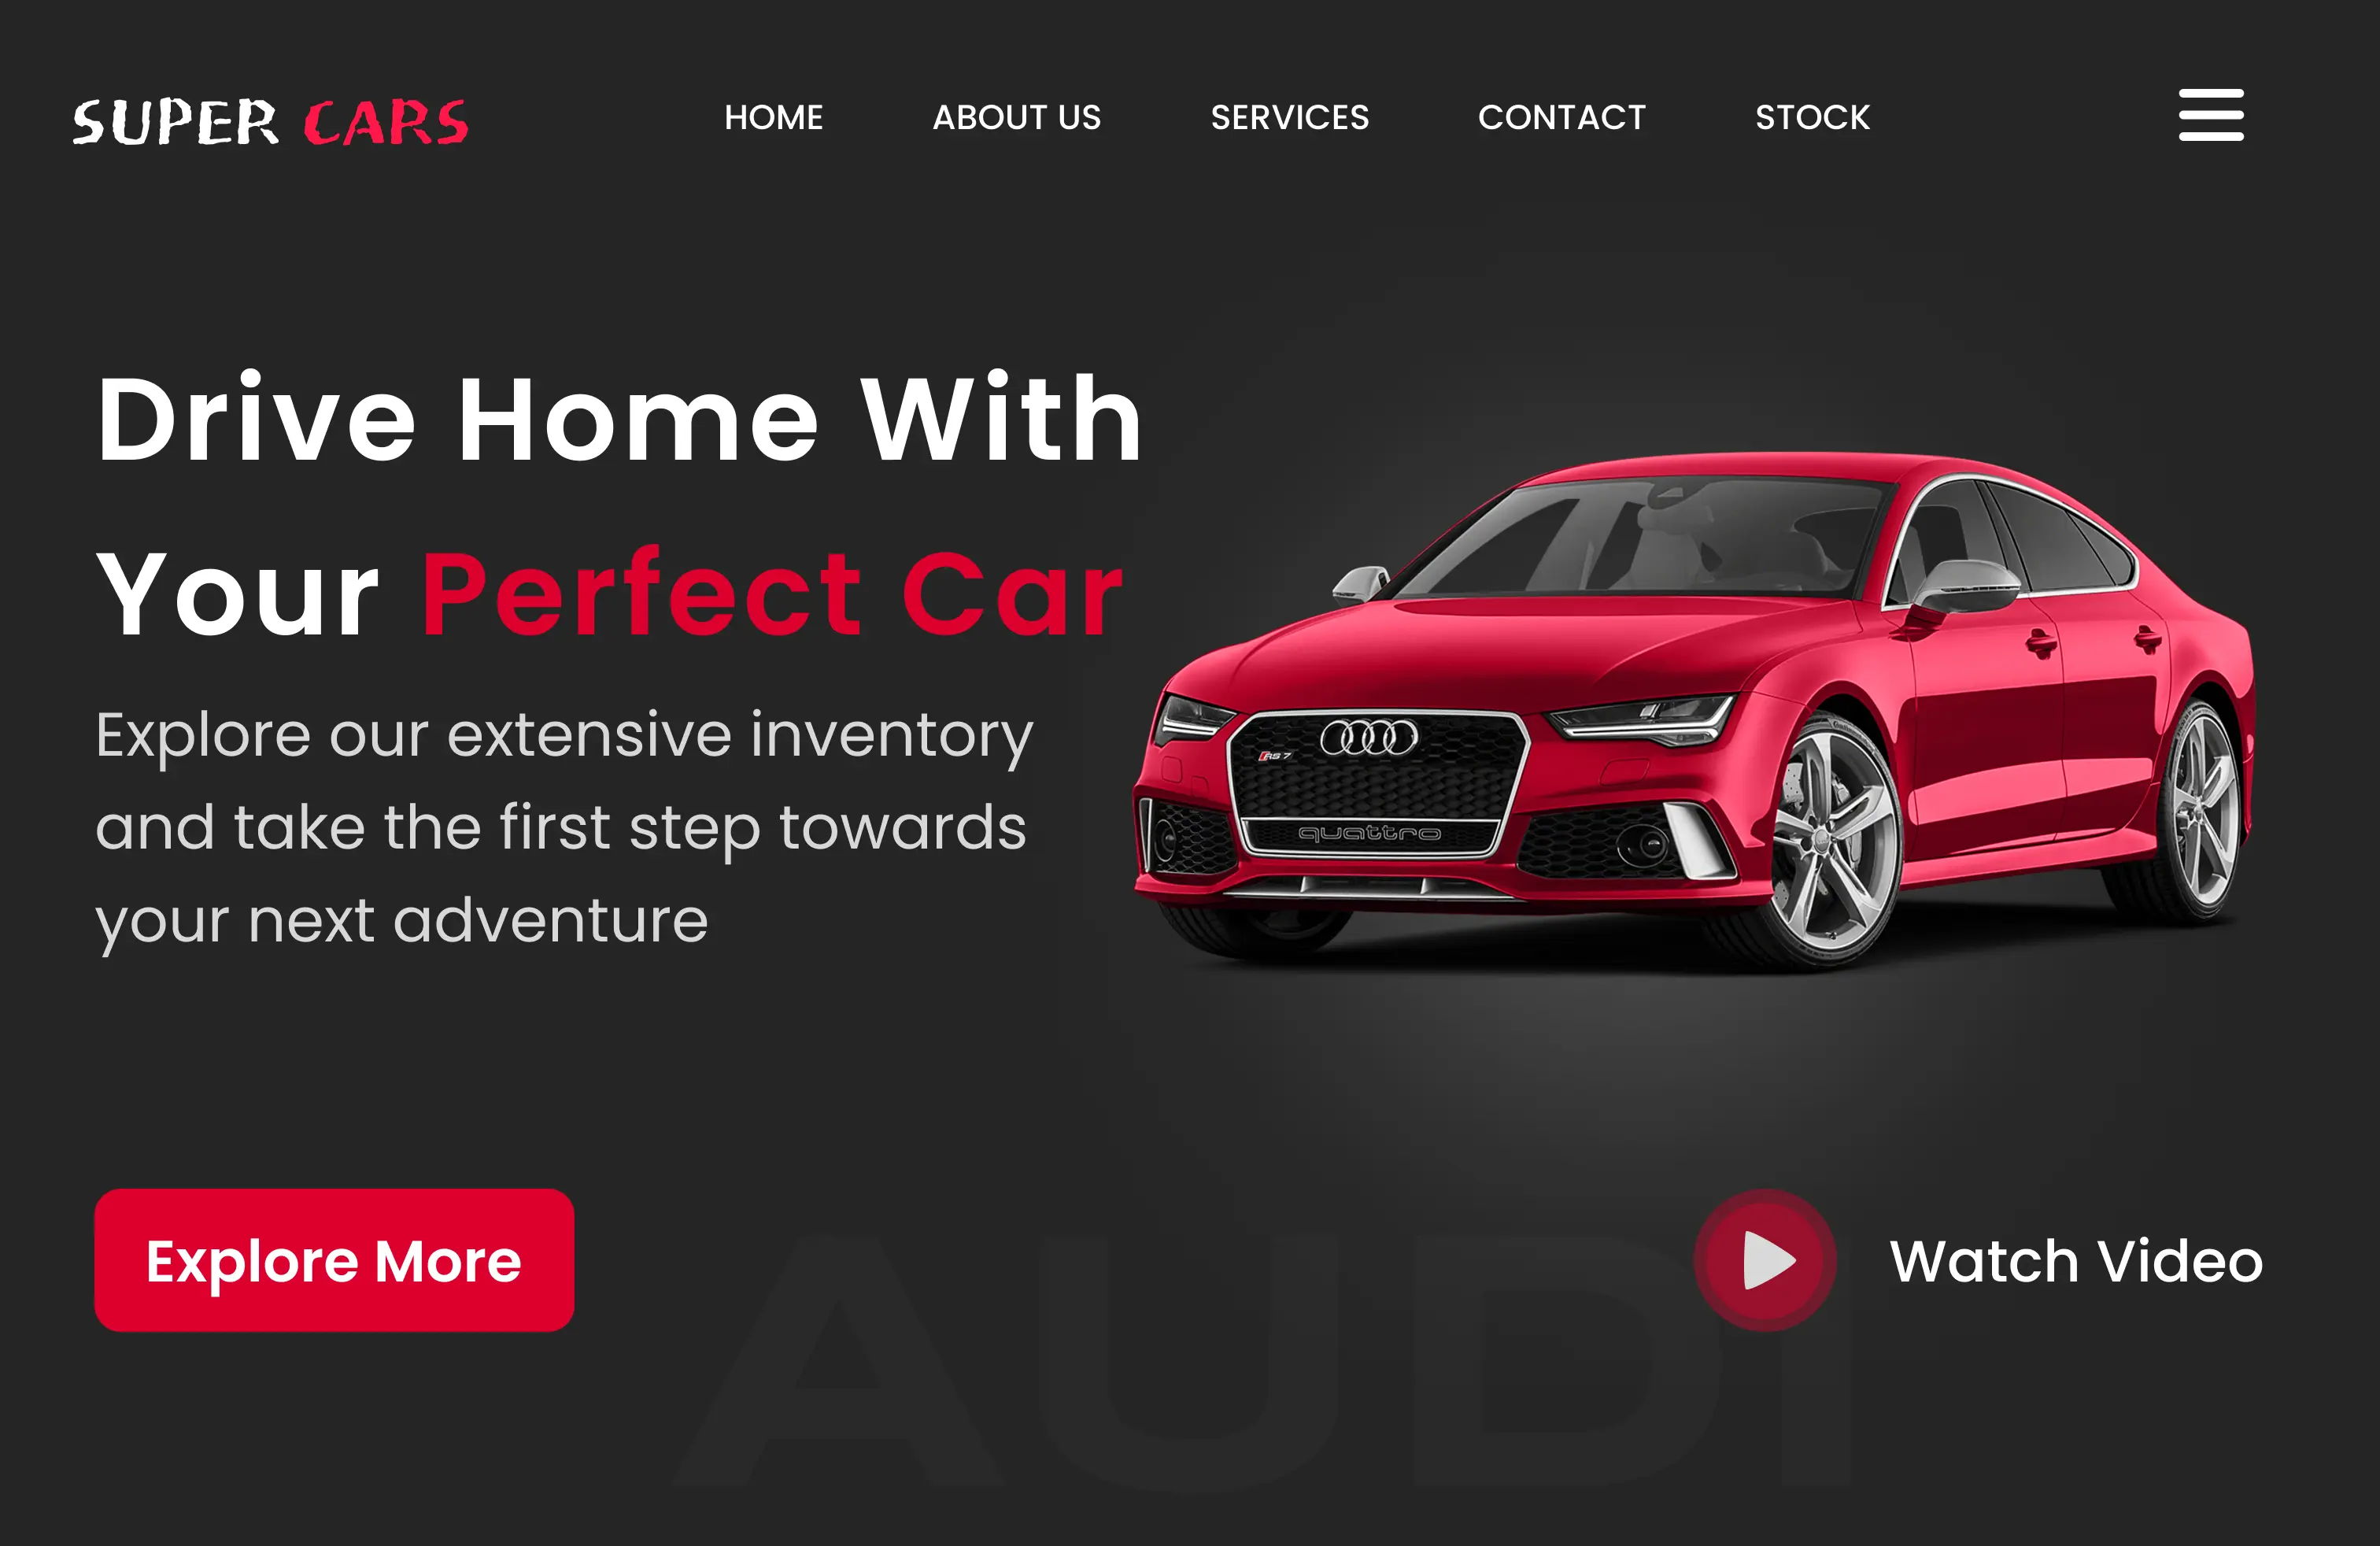 SUPER CARS
HOME
ABOUT US
SERVICES
CONTACT
STOCK
Drive Home With
Your Perfect Car
Explore our extensive inventory
and take the first step towards
your next adventure
RS 7
quattro
Explore More
Watch Video
AUDI